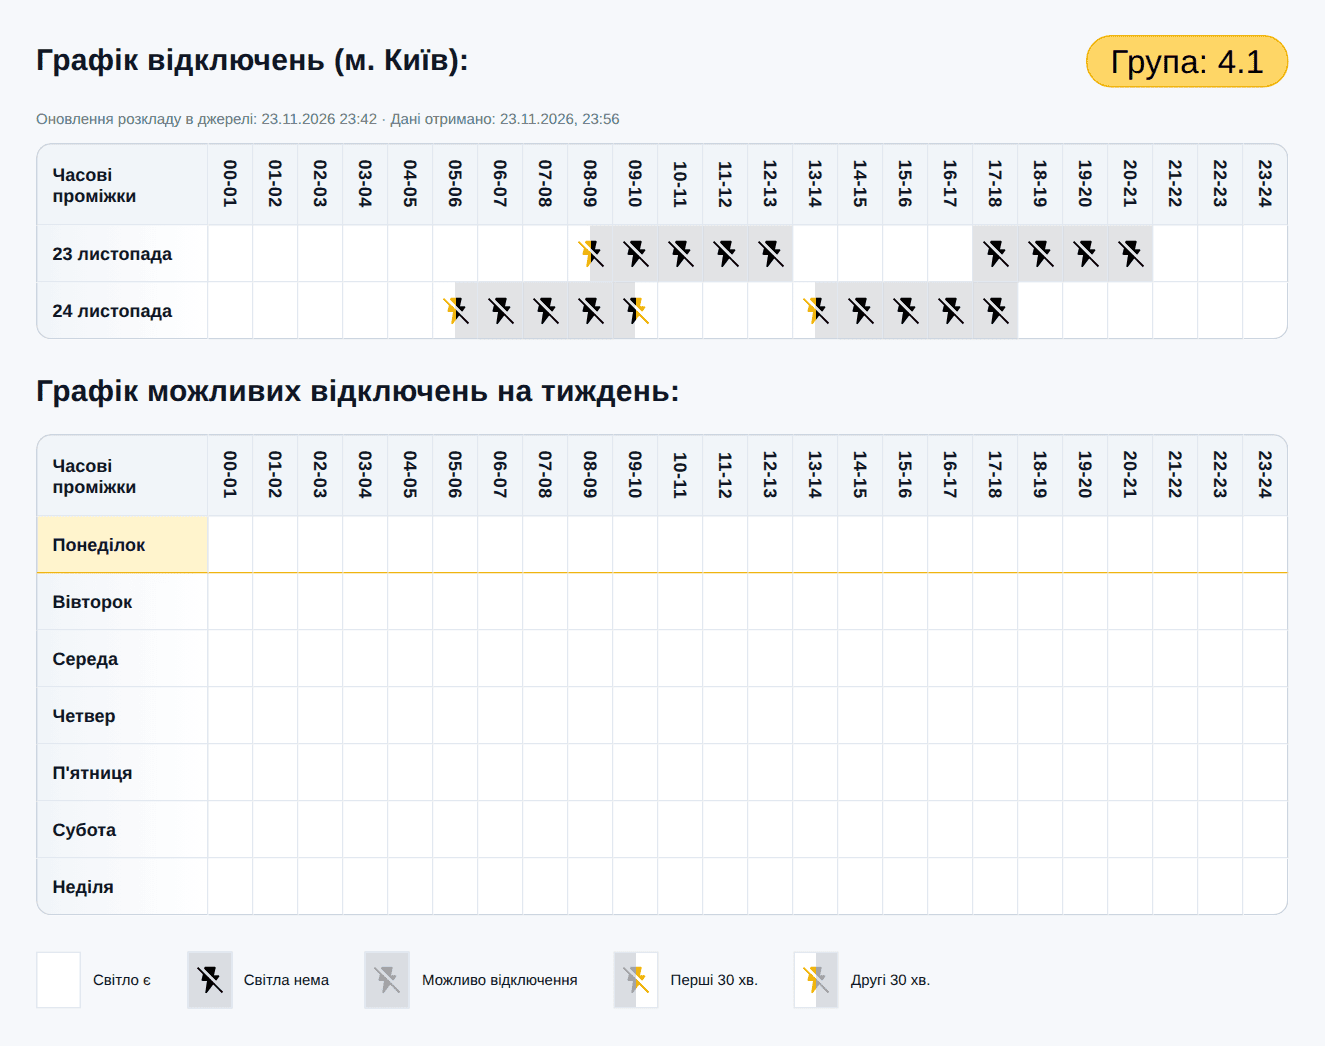 Графік відключень (м. Київ):
Група: 4.1
Оновлення розкладу в джерелі: 23.11.2026 23:42 · Дані отримано: 23.11.2026, 23:56
Часові проміжки 00-01 01-02 02-03 03-04 04-05 05-06 06-07 07-08 08-09 09-10 10-11 11-12 12-13 13-14 14-15 15-16 16-17 17-18 18-19 19-20 20-21 21-22 22-23 23-24
23 листопада
24 листопада
Графік можливих відключень на тиждень:
Часові проміжки 00-01 01-02 02-03 03-04 04-05 05-06 06-07 07-08 08-09 09-10 10-11 11-12 12-13 13-14 14-15 15-16 16-17 17-18 18-19 19-20 20-21 21-22 22-23 23-24
Понеділок
Вівторок
Середа
Четвер
П'ятниця
Субота
Неділя
Світло є Світла нема Можливо відключення Перші 30 хв. Другі 30 хв.